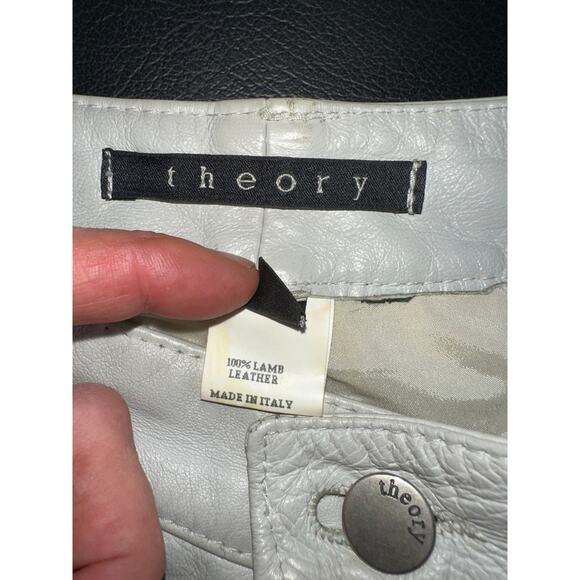 theory
100% LAMB
LEATHER
MADE IN ITALY
theory